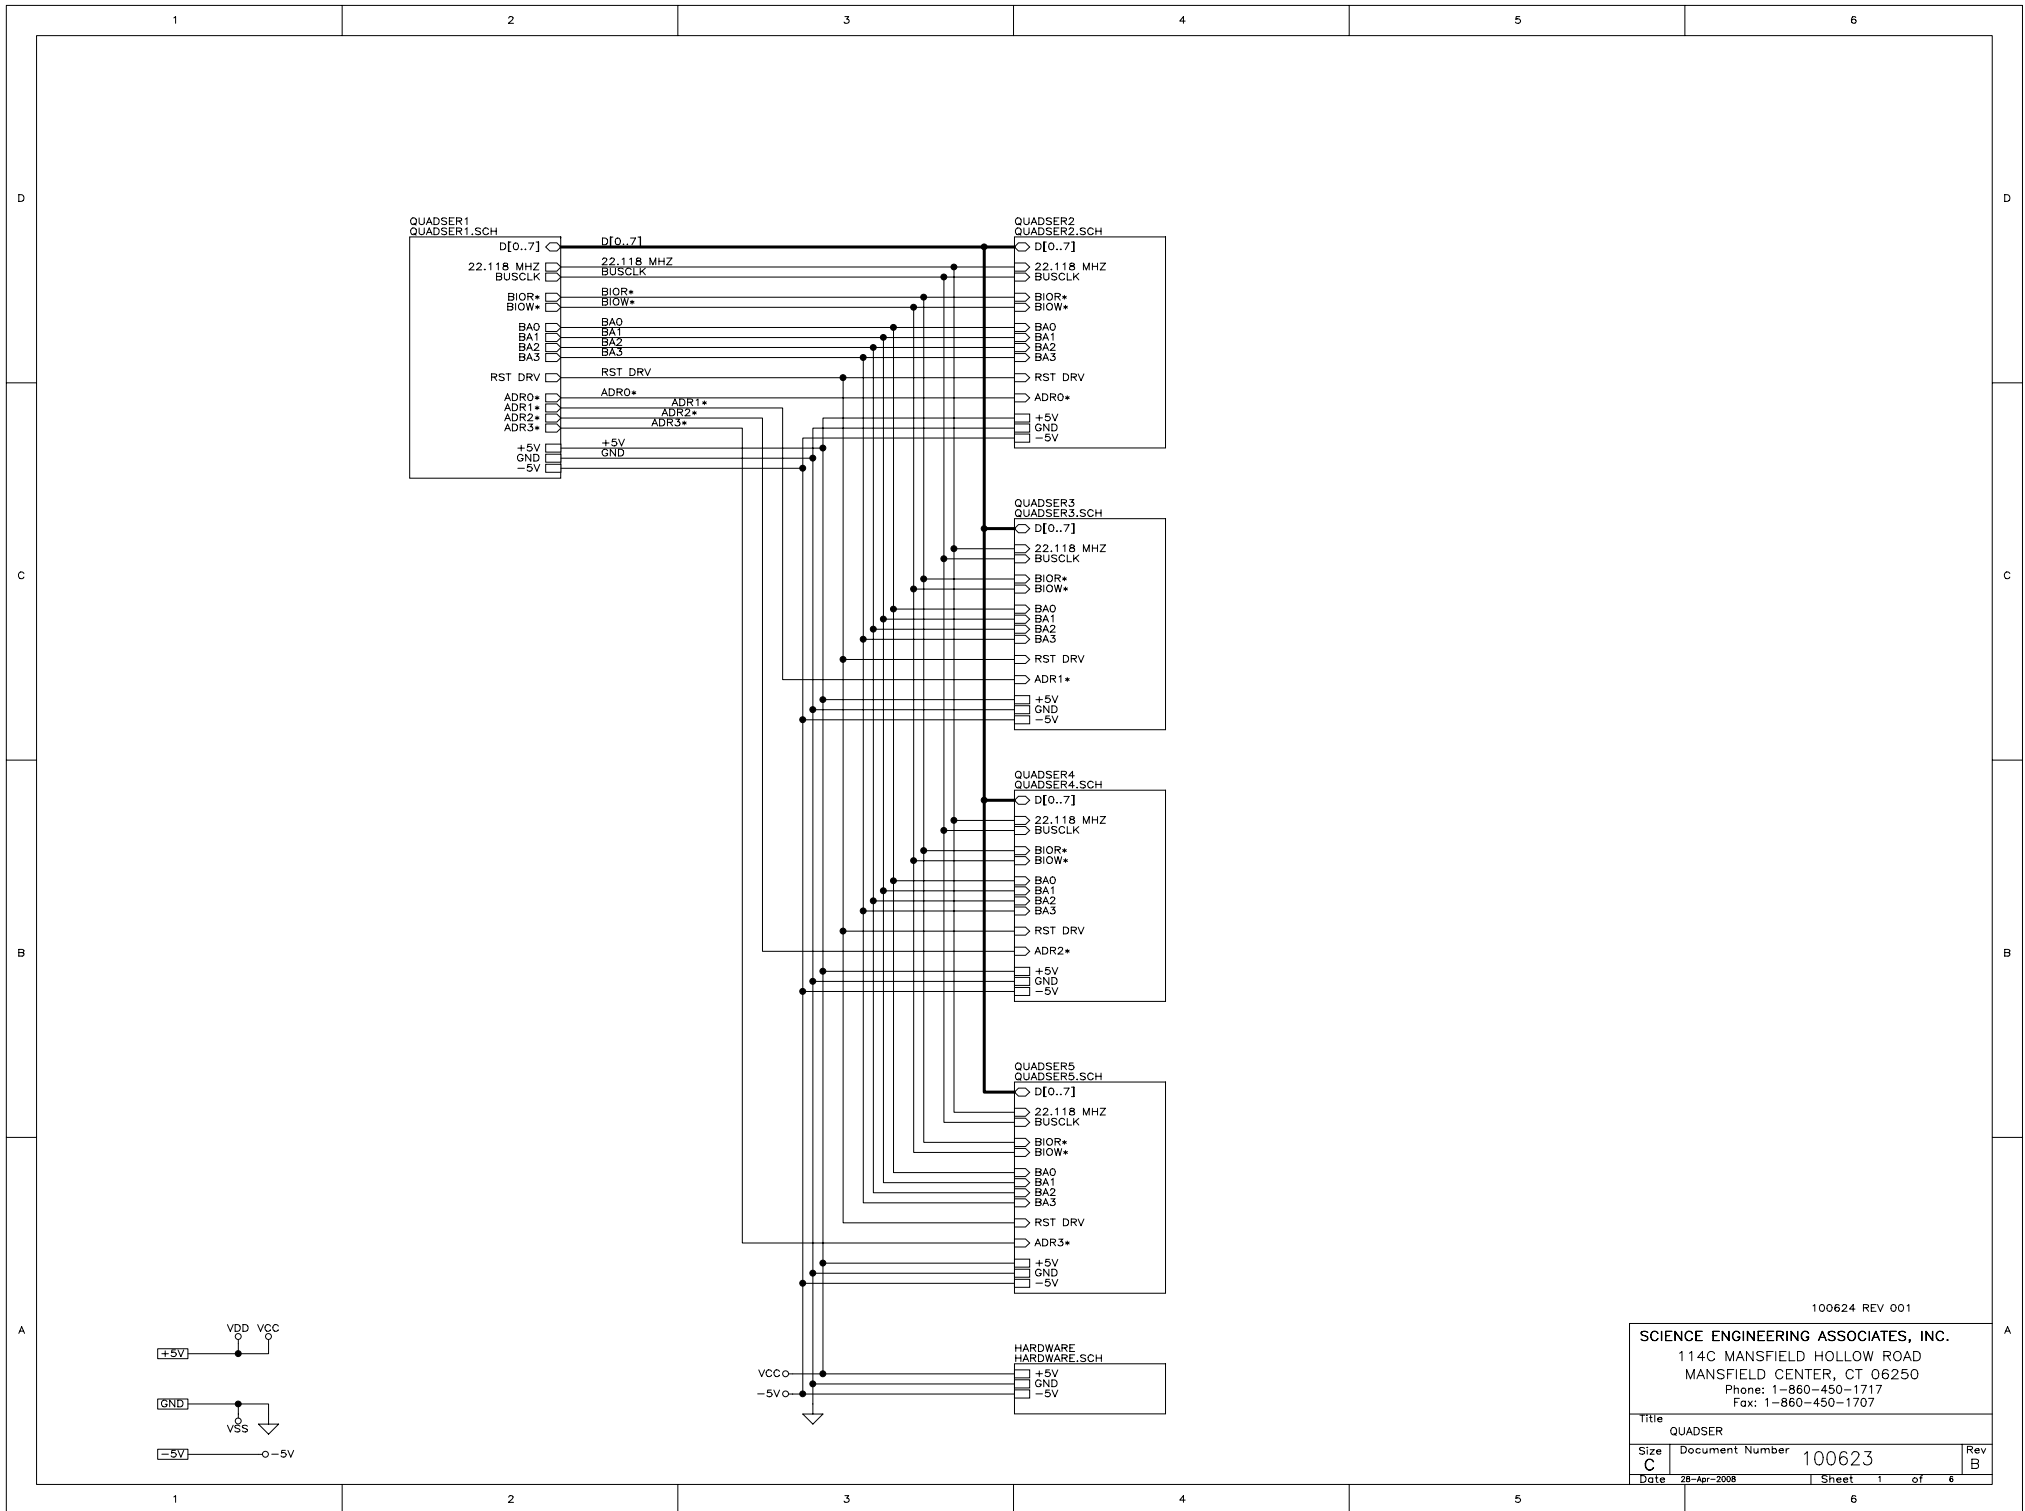 1 2 3 4 5 6
D D
C C
B B
A A
QUADSER1
QUADSER1.SCH
D[0..7]
22.118 MHZ
BUSCLK
BIOR*
BIOW*
BA0
BA1
BA2
BA3
RST DRV
ADR0*
ADR1*
ADR2*
ADR3*
+5V
GND
-5V
D[0..7]
22.118 MHZ
BUSCLK
BIOR*
BIOW*
BA0
BA1
BA2
BA3
RST DRV
ADR0*
ADR1*
ADR2*
ADR3*
+5V
GND
QUADSER2
QUADSER2.SCH
D[0..7]
22.118 MHZ
BUSCLK
BIOR*
BIOW*
BA0
BA1
BA2
BA3
RST DRV
ADR0*
+5V
GND
-5V
QUADSER3
QUADSER3.SCH
D[0..7]
22.118 MHZ
BUSCLK
BIOR*
BIOW*
BA0
BA1
BA2
BA3
RST DRV
ADR1*
+5V
GND
-5V
QUADSER4
QUADSER4.SCH
D[0..7]
22.118 MHZ
BUSCLK
BIOR*
BIOW*
BA0
BA1
BA2
BA3
RST DRV
ADR2*
+5V
GND
-5V
QUADSER5
QUADSER5.SCH
D[0..7]
22.118 MHZ
BUSCLK
BIOR*
BIOW*
BA0
BA1
BA2
BA3
RST DRV
ADR3*
+5V
GND
-5V
HARDWARE
HARDWARE.SCH
VCC
-5V
+5V
GND
-5V
VDD VCC
+5V
GND
VSS
-5V -5V
100624 REV 001
SCIENCE ENGINEERING ASSOCIATES, INC.
114C MANSFIELD HOLLOW ROAD
MANSFIELD CENTER, CT 06250
Phone: 1-860-450-1717
Fax: 1-860-450-1707
Title
QUADSER
Size Document Number Rev
C 100623 B
Date 28-Apr-2008 Sheet 1 of 6
1 2 3 4 5 6